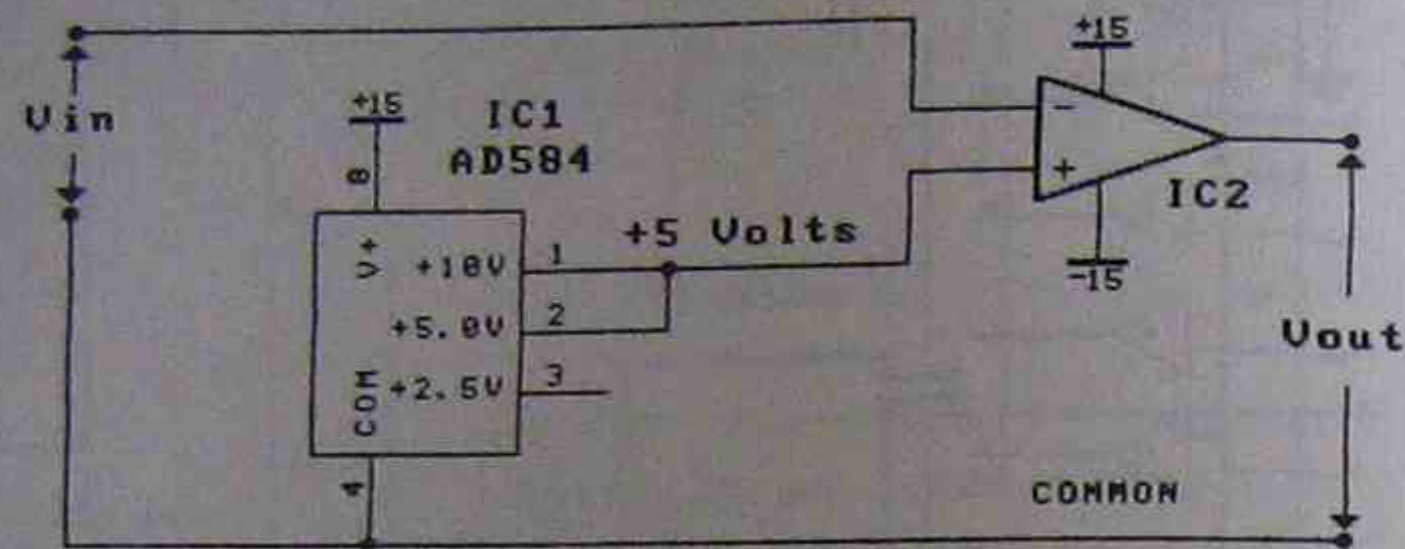 +15
Vin
+15
IC1
AD584
-
+
IC2
8
+5 Volts
V+
+10V
1
-15
+5.0V
2
Vout
COM
+2.5V
3
4
COMMON